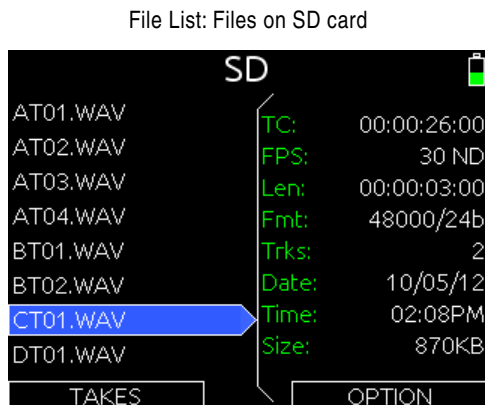 File List: Files on SD card
SD
AT01.WAV
AT02.WAV
AT03.WAV
AT04.WAV
BT01.WAV
BT02.WAV
CT01.WAV
DT01.WAV
TC: 00:00:26:00
FPS: 30 ND
Len: 00:00:03:00
Fmt: 48000/24b
Trks: 2
Date: 10/05/12
Time: 02:08PM
Size: 870KB
TAKES
OPTION